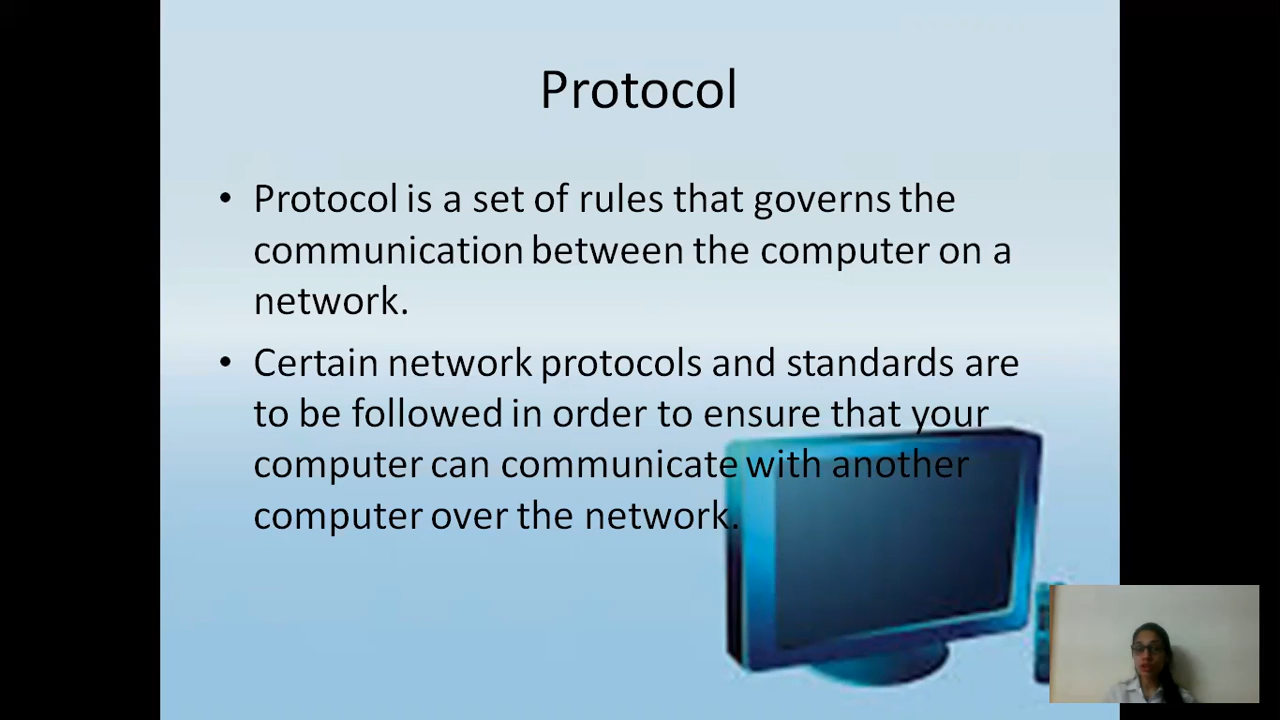 Protocol
• Protocol is a set of rules that governs the
communication between the computer on a
network.
• Certain network protocols and standards are
to be followed in order to ensure that your
computer can communicate with another
computer over the network.